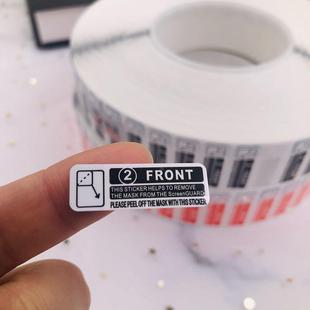 ② FRONT
THIS STICKER HELPS TO REMOVE
THE MASK FROM THE ScreenGUARD
PLEASE PEEL OFF THE MASK WITH THIS STICKER